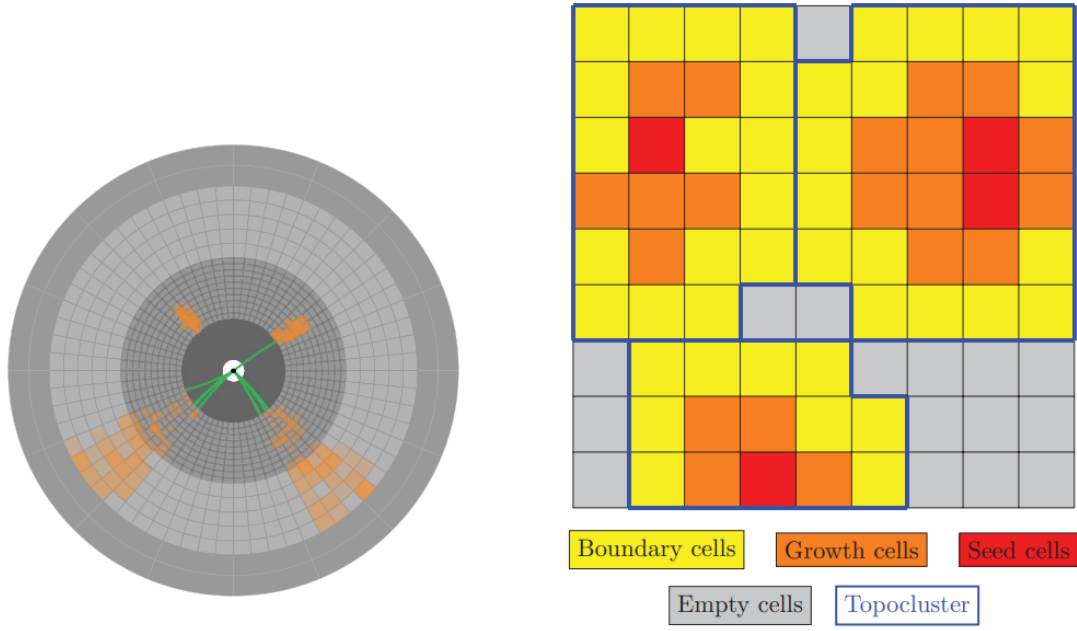 Boundary cells
Growth cells
Seed cells
Empty cells
Topocluster